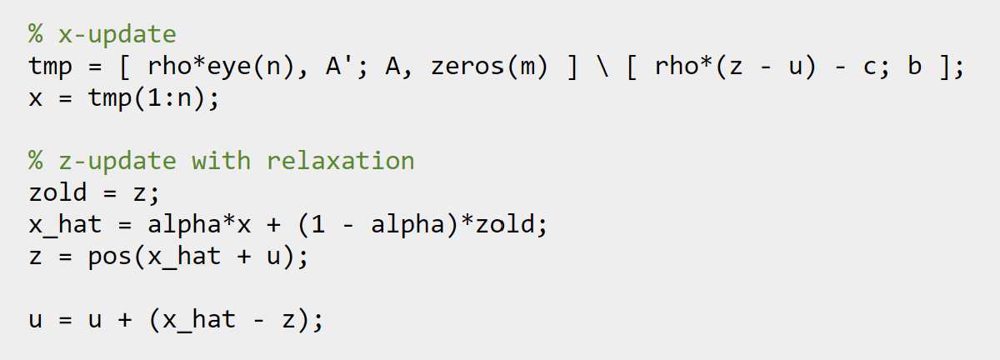 % x-update
tmp = [ rho*eye(n), A'; A, zeros(m) ] \ [ rho*(z - u) - c; b ];
x = tmp(1:n);
% z-update with relaxation
zold = z;
x_hat = alpha*x + (1 - alpha)*zold;
z = pos(x_hat + u);
u = u + (x_hat - z);